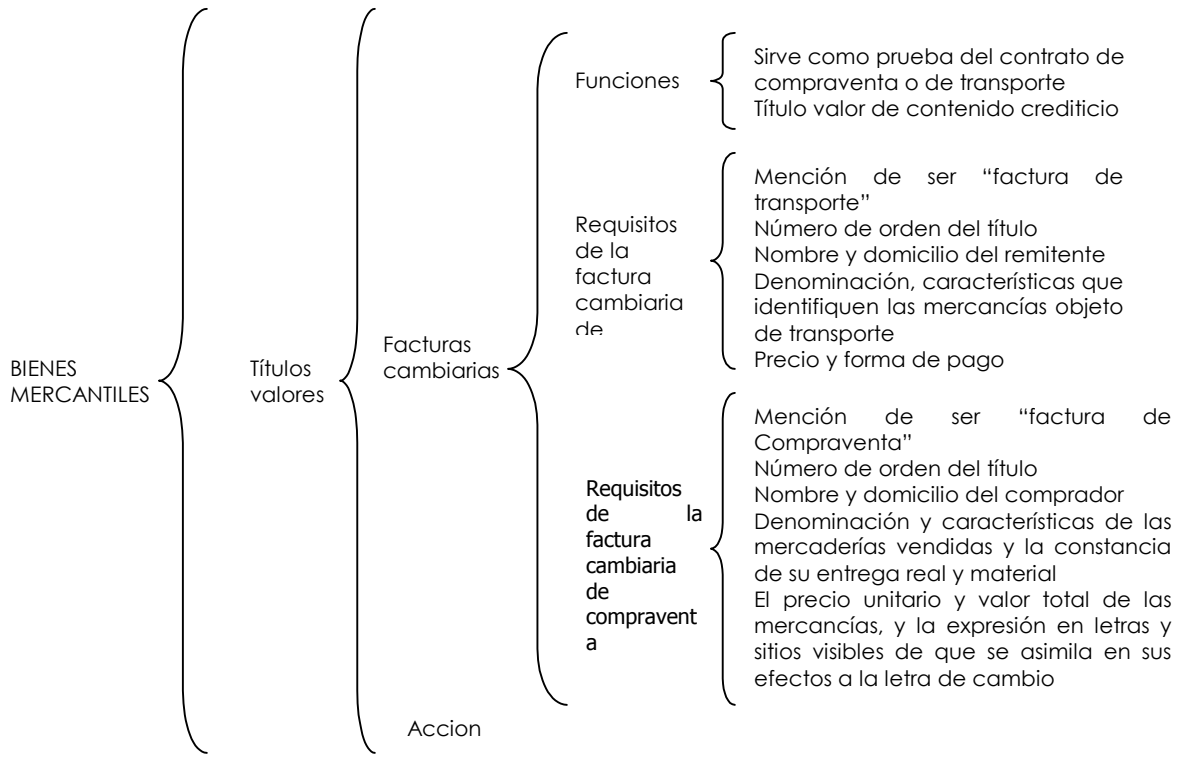 BIENES
MERCANTILES
Títulos
valores
Facturas
cambiarias
Funciones
Sirve como prueba del contrato de
compraventa o de transporte
Título valor de contenido crediticio
Requisitos
de la
factura
cambiaria
de
Mención de ser “factura de
transporte”
Número de orden del título
Nombre y domicilio del remitente
Denominación, características que
identifiquen las mercancías objeto
de transporte
Precio y forma de pago
Requisitos
de la
factura
cambiaria
de
compravent
a
Mención de ser “factura de
Compraventa”
Número de orden del título
Nombre y domicilio del comprador
Denominación y características de las
mercaderías vendidas y la constancia
de su entrega real y material
El precio unitario y valor total de las
mercancías, y la expresión en letras y
sitios visibles de que se asimila en sus
efectos a la letra de cambio
Accion